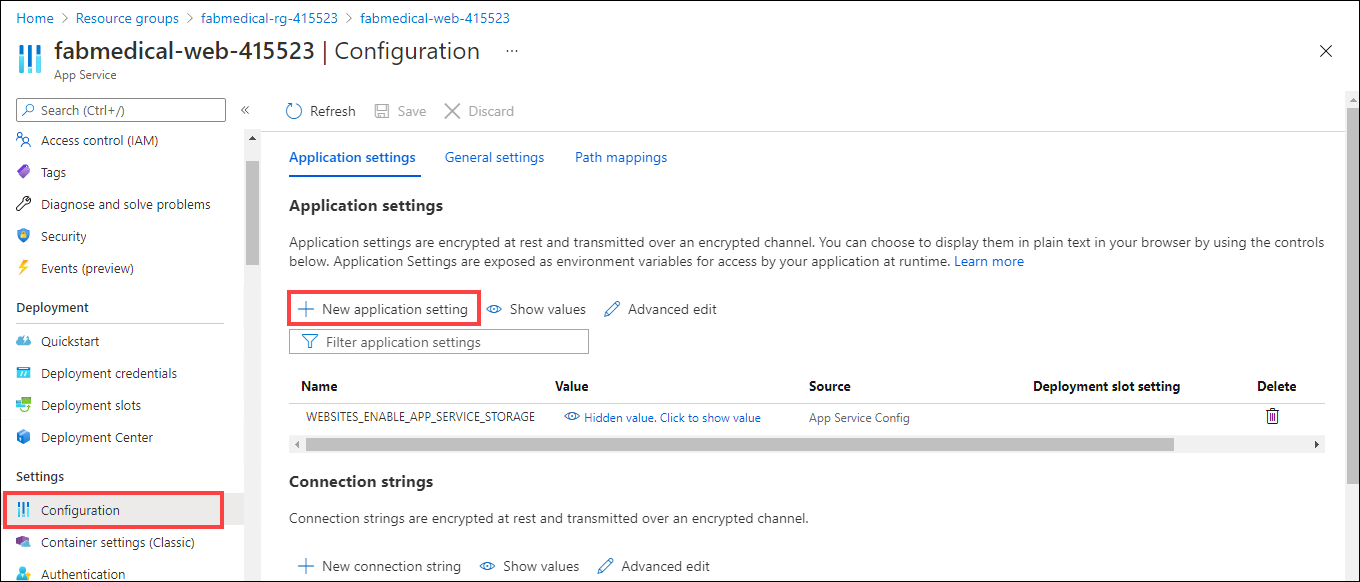 Home > Resource groups > fabmedical-rg-415523 > fabmedical-web-415523
fabmedical-web-415523 | Configuration ...
App Service
Search (Ctrl+/)
«
Access control (IAM)
Tags
Diagnose and solve problems
Security
Events (preview)
Deployment
Quickstart
Deployment credentials
Deployment slots
Deployment Center
Settings
Configuration
Container settings (Classic)
Authentication
Refresh Save Discard
Application settings General settings Path mappings
Application settings
Application settings are encrypted at rest and transmitted over an encrypted channel. You can choose to display them in plain text in your browser by using the controls
below. Application Settings are exposed as environment variables for access by your application at runtime. Learn more
New application setting Show values Advanced edit
Filter application settings
Name Value Source Deployment slot setting Delete
WEBSITES_ENABLE_APP_SERVICE_STORAGE Hidden value. Click to show value App Service Config
Connection strings
Connection strings are encrypted at rest and transmitted over an encrypted channel.
New connection string Show values Advanced edit